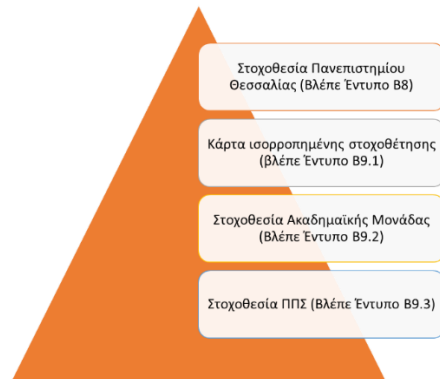 Στοχοθεσία Πανεπιστημίου
Θεσσαλίας (Βλέπε Έντυπο Β8)
Κάρτα ισορροπημένης στοχοθέτησης
(βλέπε Έντυπο Β9.1)
Στοχοθεσία Ακαδημαϊκής Μονάδας
(Βλέπε Έντυπο Β9.2)
Στοχοθεσία ΠΠΣ (Βλέπε Έντυπο Β9.3)